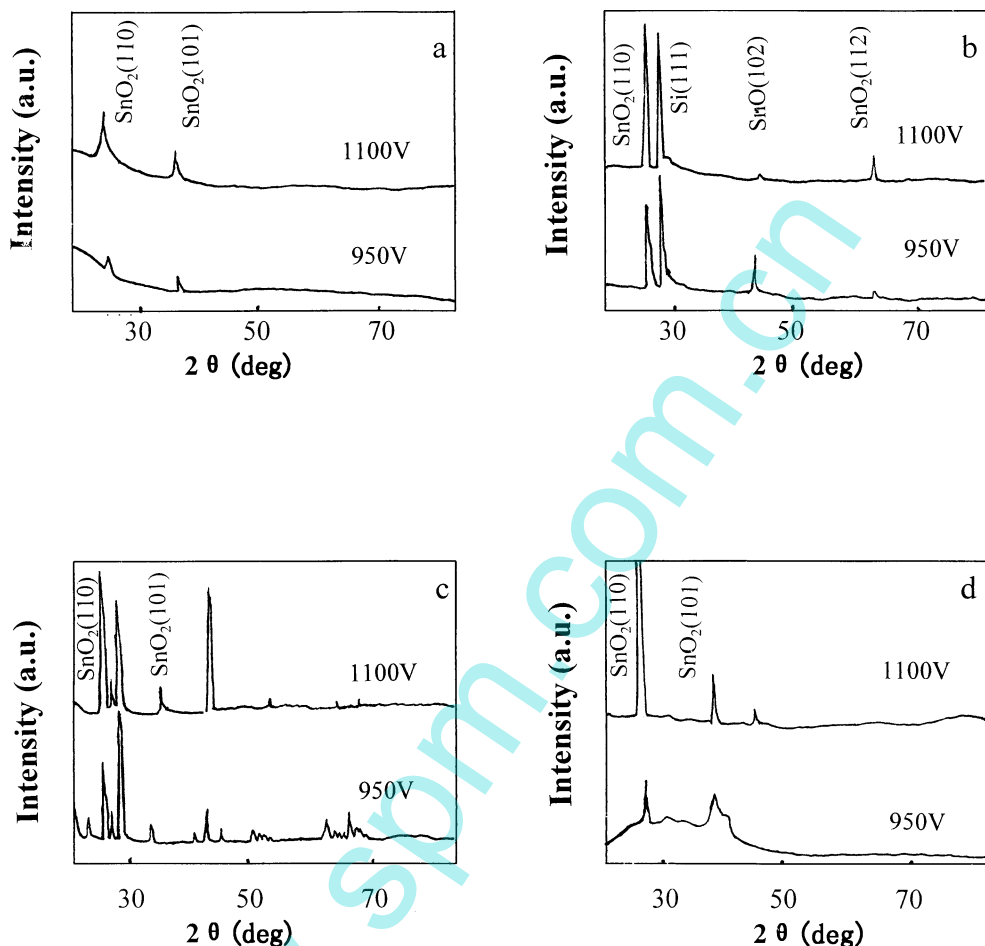 a
SnO₂(110)
SnO₂(101)
1100V
950V
Intensity (a.u.)
30 50 70
2 θ (deg)
b
SnO₂(110)
Si(111)
SnO(102)
SnO₂(112)
1100V
950V
Intensity (a.u.)
30 50 70
2 θ (deg)
c
SnO₂(110)
SnO₂(101)
1100V
950V
Intensity (a.u.)
30 50 70
2 θ (deg)
d
SnO₂(110)
SnO₂(101)
1100V
950V
Intensity (a.u.)
30 50 70
2 θ (deg)
spm.com.cn